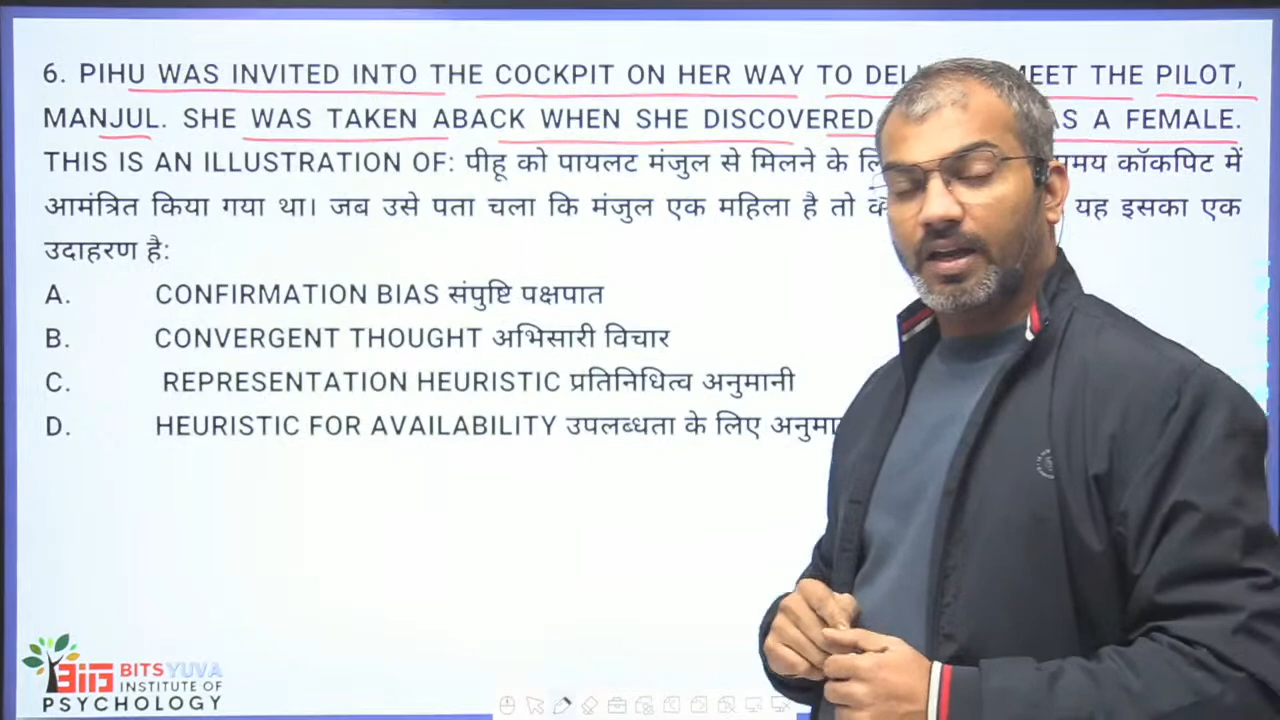 6. PIHU WAS INVITED INTO THE COCKPIT ON HER WAY TO MEET THE PILOT,
MANJUL. SHE WAS TAKEN ABACK WHEN SHE DISCOVERED A FEMALE.
THIS IS AN ILLUSTRATION OF: पीहू को पायलट मंजुल से मिलने के कॉकपिट में
आमंत्रित किया गया था। जब उसे पता चला कि मंजुल एक महिला है तो यह इसका एक
उदाहरण है:
A. CONFIRMATION BIAS संपुष्टि पक्षपात
B. CONVERGENT THOUGHT अभिसारी विचार
C. REPRESENTATION HEURISTIC प्रतिनिधित्व अनुमानी
D. HEURISTIC FOR AVAILABILITY उपलब्धता के लिए
BITS YUVA
INSTITUTE OF
PSYCHOLOGY